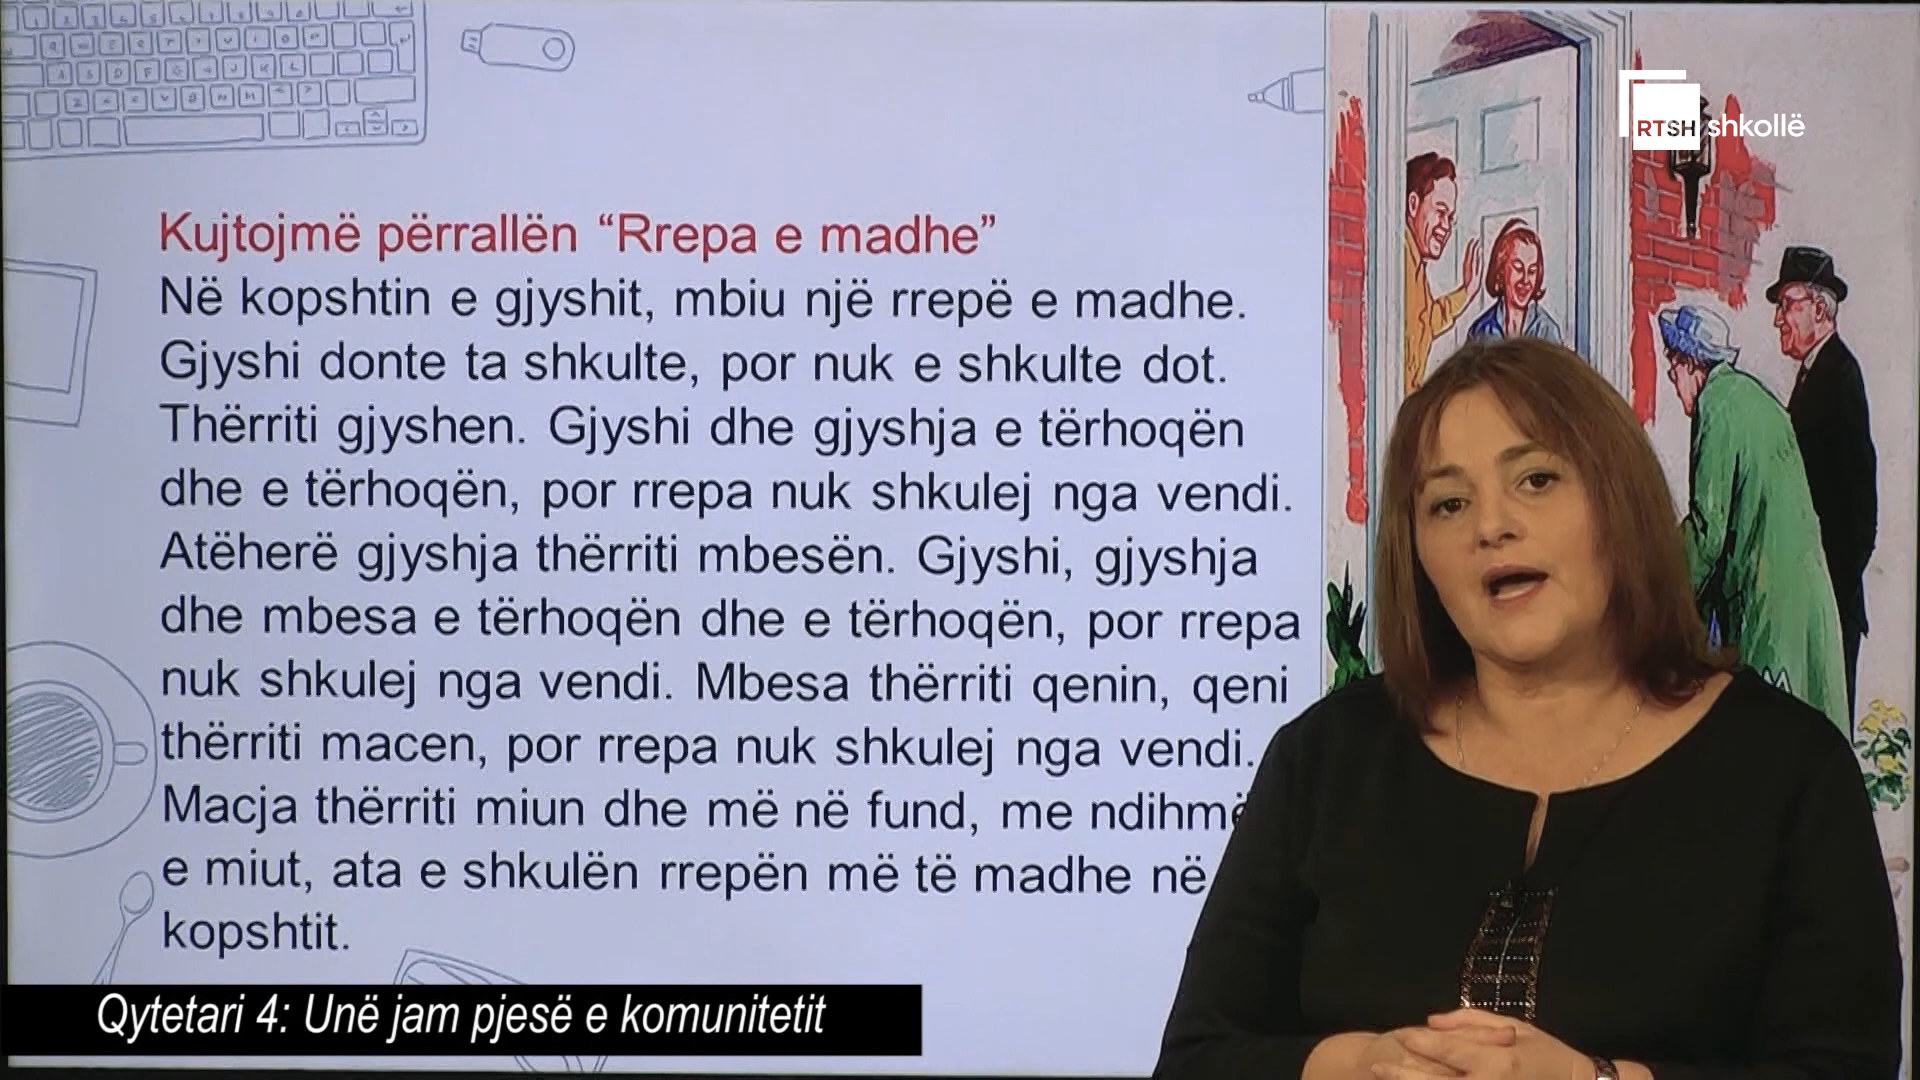 RTSH shkollë
Kujtojmë përrallën “Rrepa e madhe”
Në kopshtin e gjyshit, mbiu një rrepë e madhe.
Gjyshi donte ta shkulte, por nuk e shkulte dot.
Thërriti gjyshen. Gjyshi dhe gjyshja e tërhoqën
dhe e tërhoqën, por rrepa nuk shkulej nga vendi.
Atëherë gjyshja thërriti mbesën. Gjyshi, gjyshja
dhe mbesa e tërhoqën dhe e tërhoqën, por rrepa
nuk shkulej nga vendi. Mbesa thërriti qenin, qeni
thërriti macen, por rrepa nuk shkulej nga vendi.
Macja thërriti miun dhe më në fund, me ndihmë
e miut, ata e shkulën rrepën më të madhe në
kopshtit.
Qytetari 4: Unë jam pjesë e komunitetit